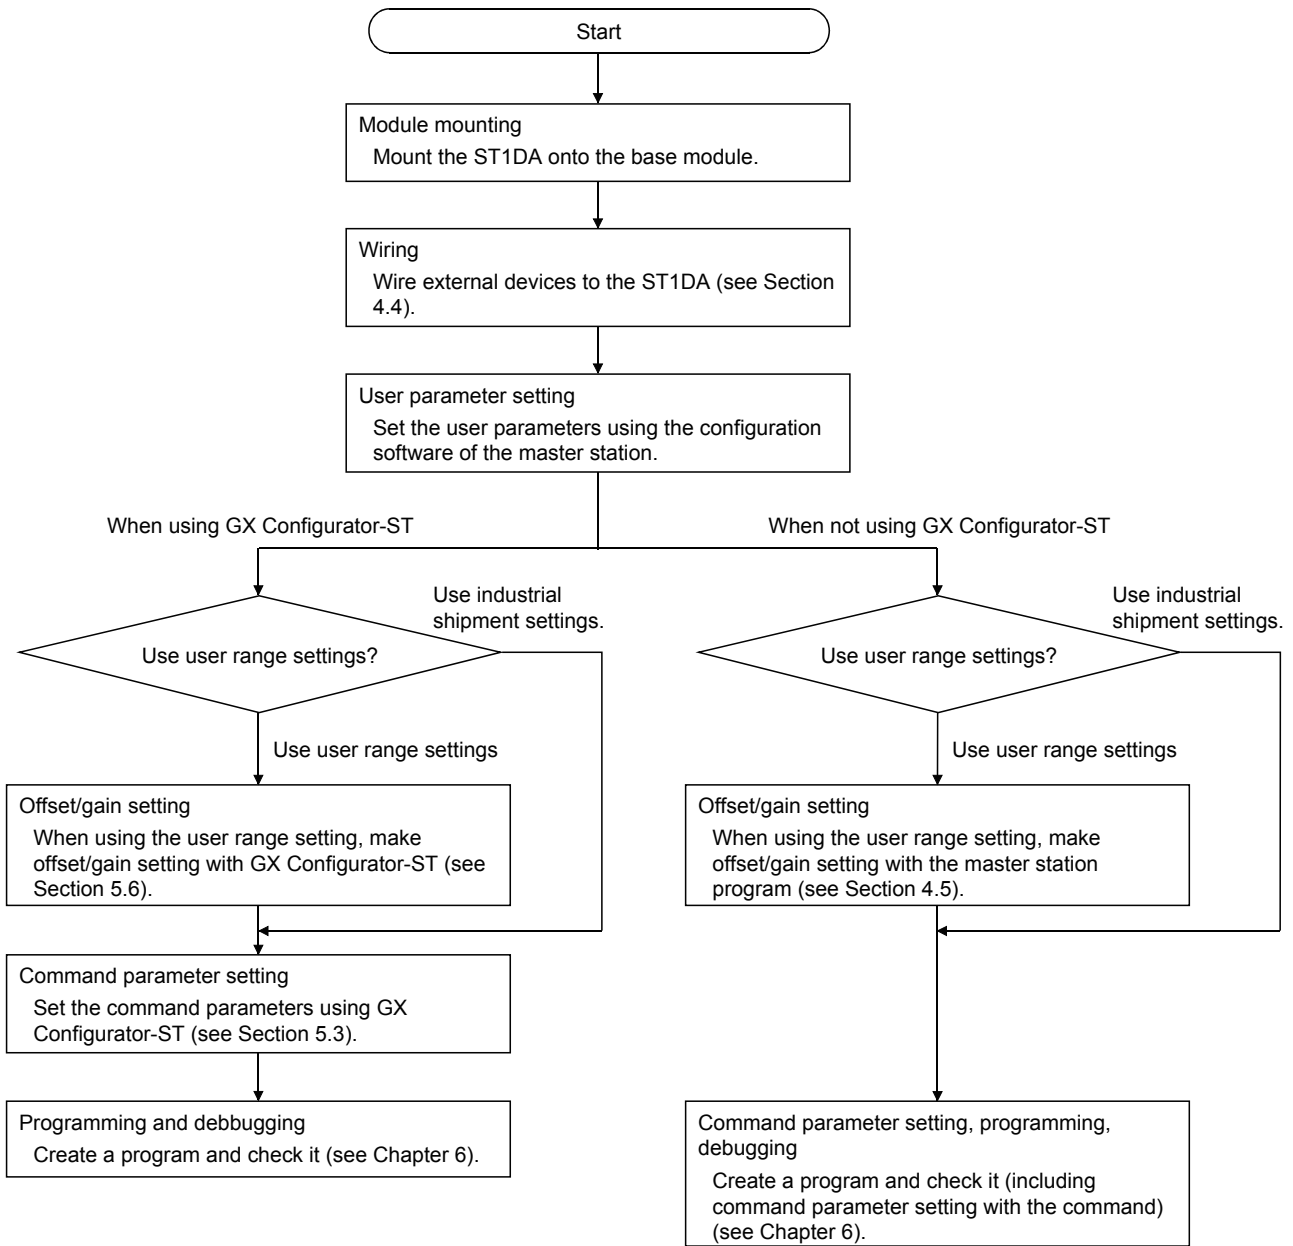 Start
Module mounting
Mount the ST1DA onto the base module.
Wiring
Wire external devices to the ST1DA (see Section
4.4).
User parameter setting
Set the user parameters using the configuration
software of the master station.
When using GX Configurator-ST
When not using GX Configurator-ST
Use industrial
shipment settings.
Use user range settings?
Use industrial
shipment settings.
Use user range settings?
Use user range settings
Use user range settings
Offset/gain setting
When using the user range setting, make
offset/gain setting with GX Configurator-ST (see
Section 5.6).
Offset/gain setting
When using the user range setting, make
offset/gain setting with the master station
program (see Section 4.5).
Command parameter setting
Set the command parameters using GX
Configurator-ST (see Section 5.3).
Programming and debbugging
Create a program and check it (see Chapter 6).
Command parameter setting, programming,
debugging
Create a program and check it (including
command parameter setting with the command)
(see Chapter 6).